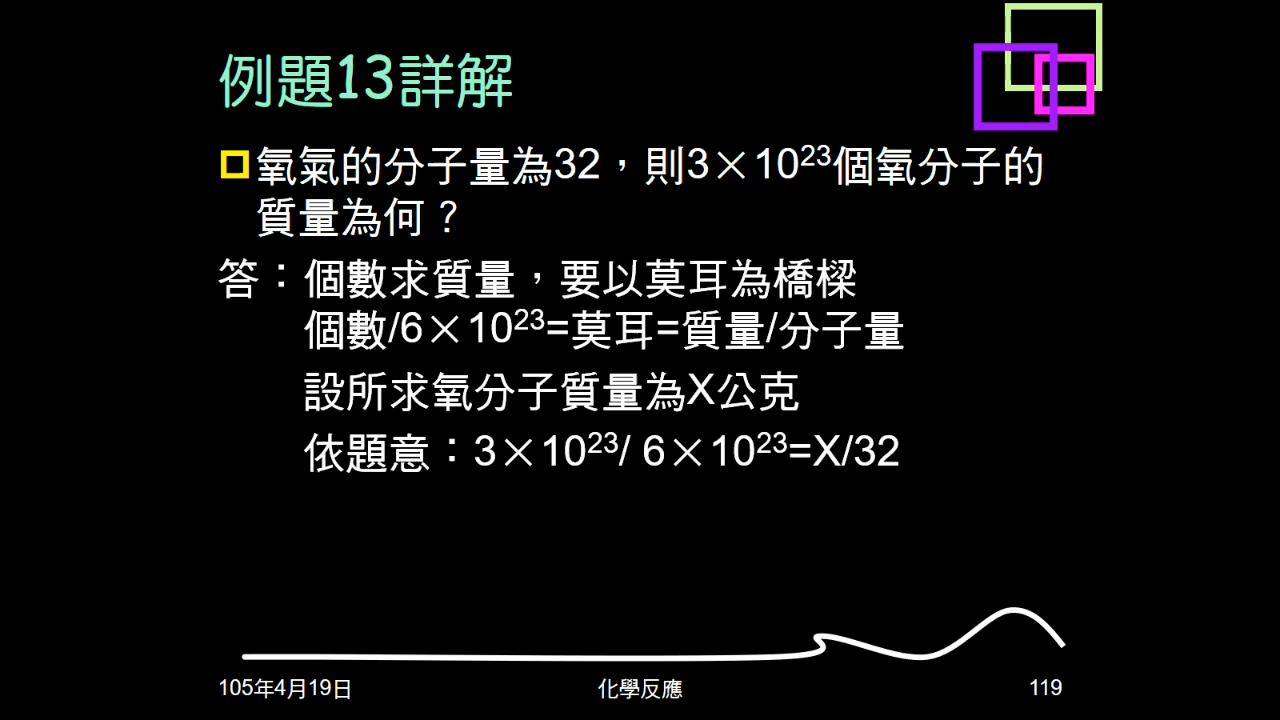 例題13詳解
氧氣的分子量為32，則3×10²³個氧分子的
質量為何？
答：個數求質量，要以莫耳為橋樑
個數/6×10²³=莫耳=質量/分子量
設所求氧分子質量為X公克
依題意：3×10²³/ 6×10²³=X/32
105年4月19日
化學反應
119